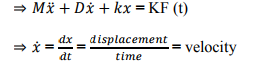 ⇒ Mẍ + Dẋ + kx = KF (t)
⇒ ẋ = dx/dt = displacement/time = velocity